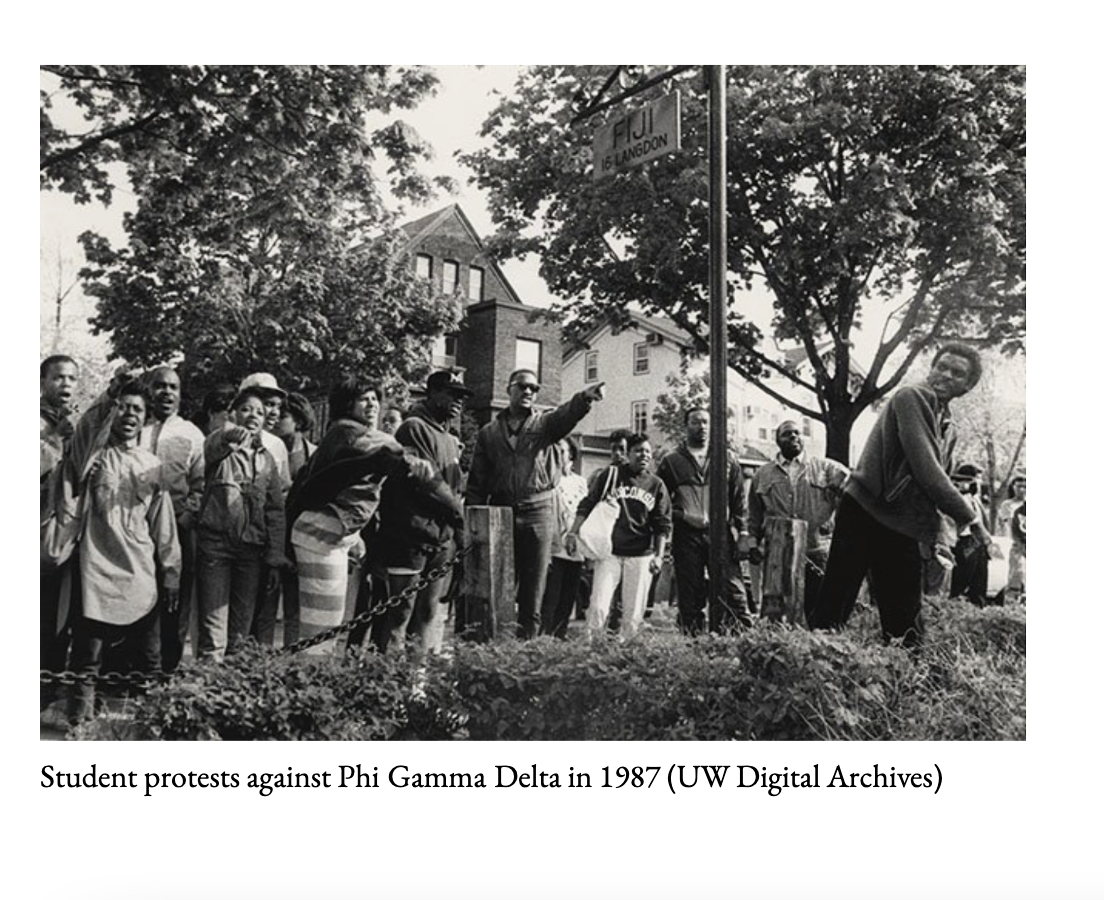 FIJI
16 LANGDON
WISCONSIN
Student protests against Phi Gamma Delta in 1987 (UW Digital Archives)